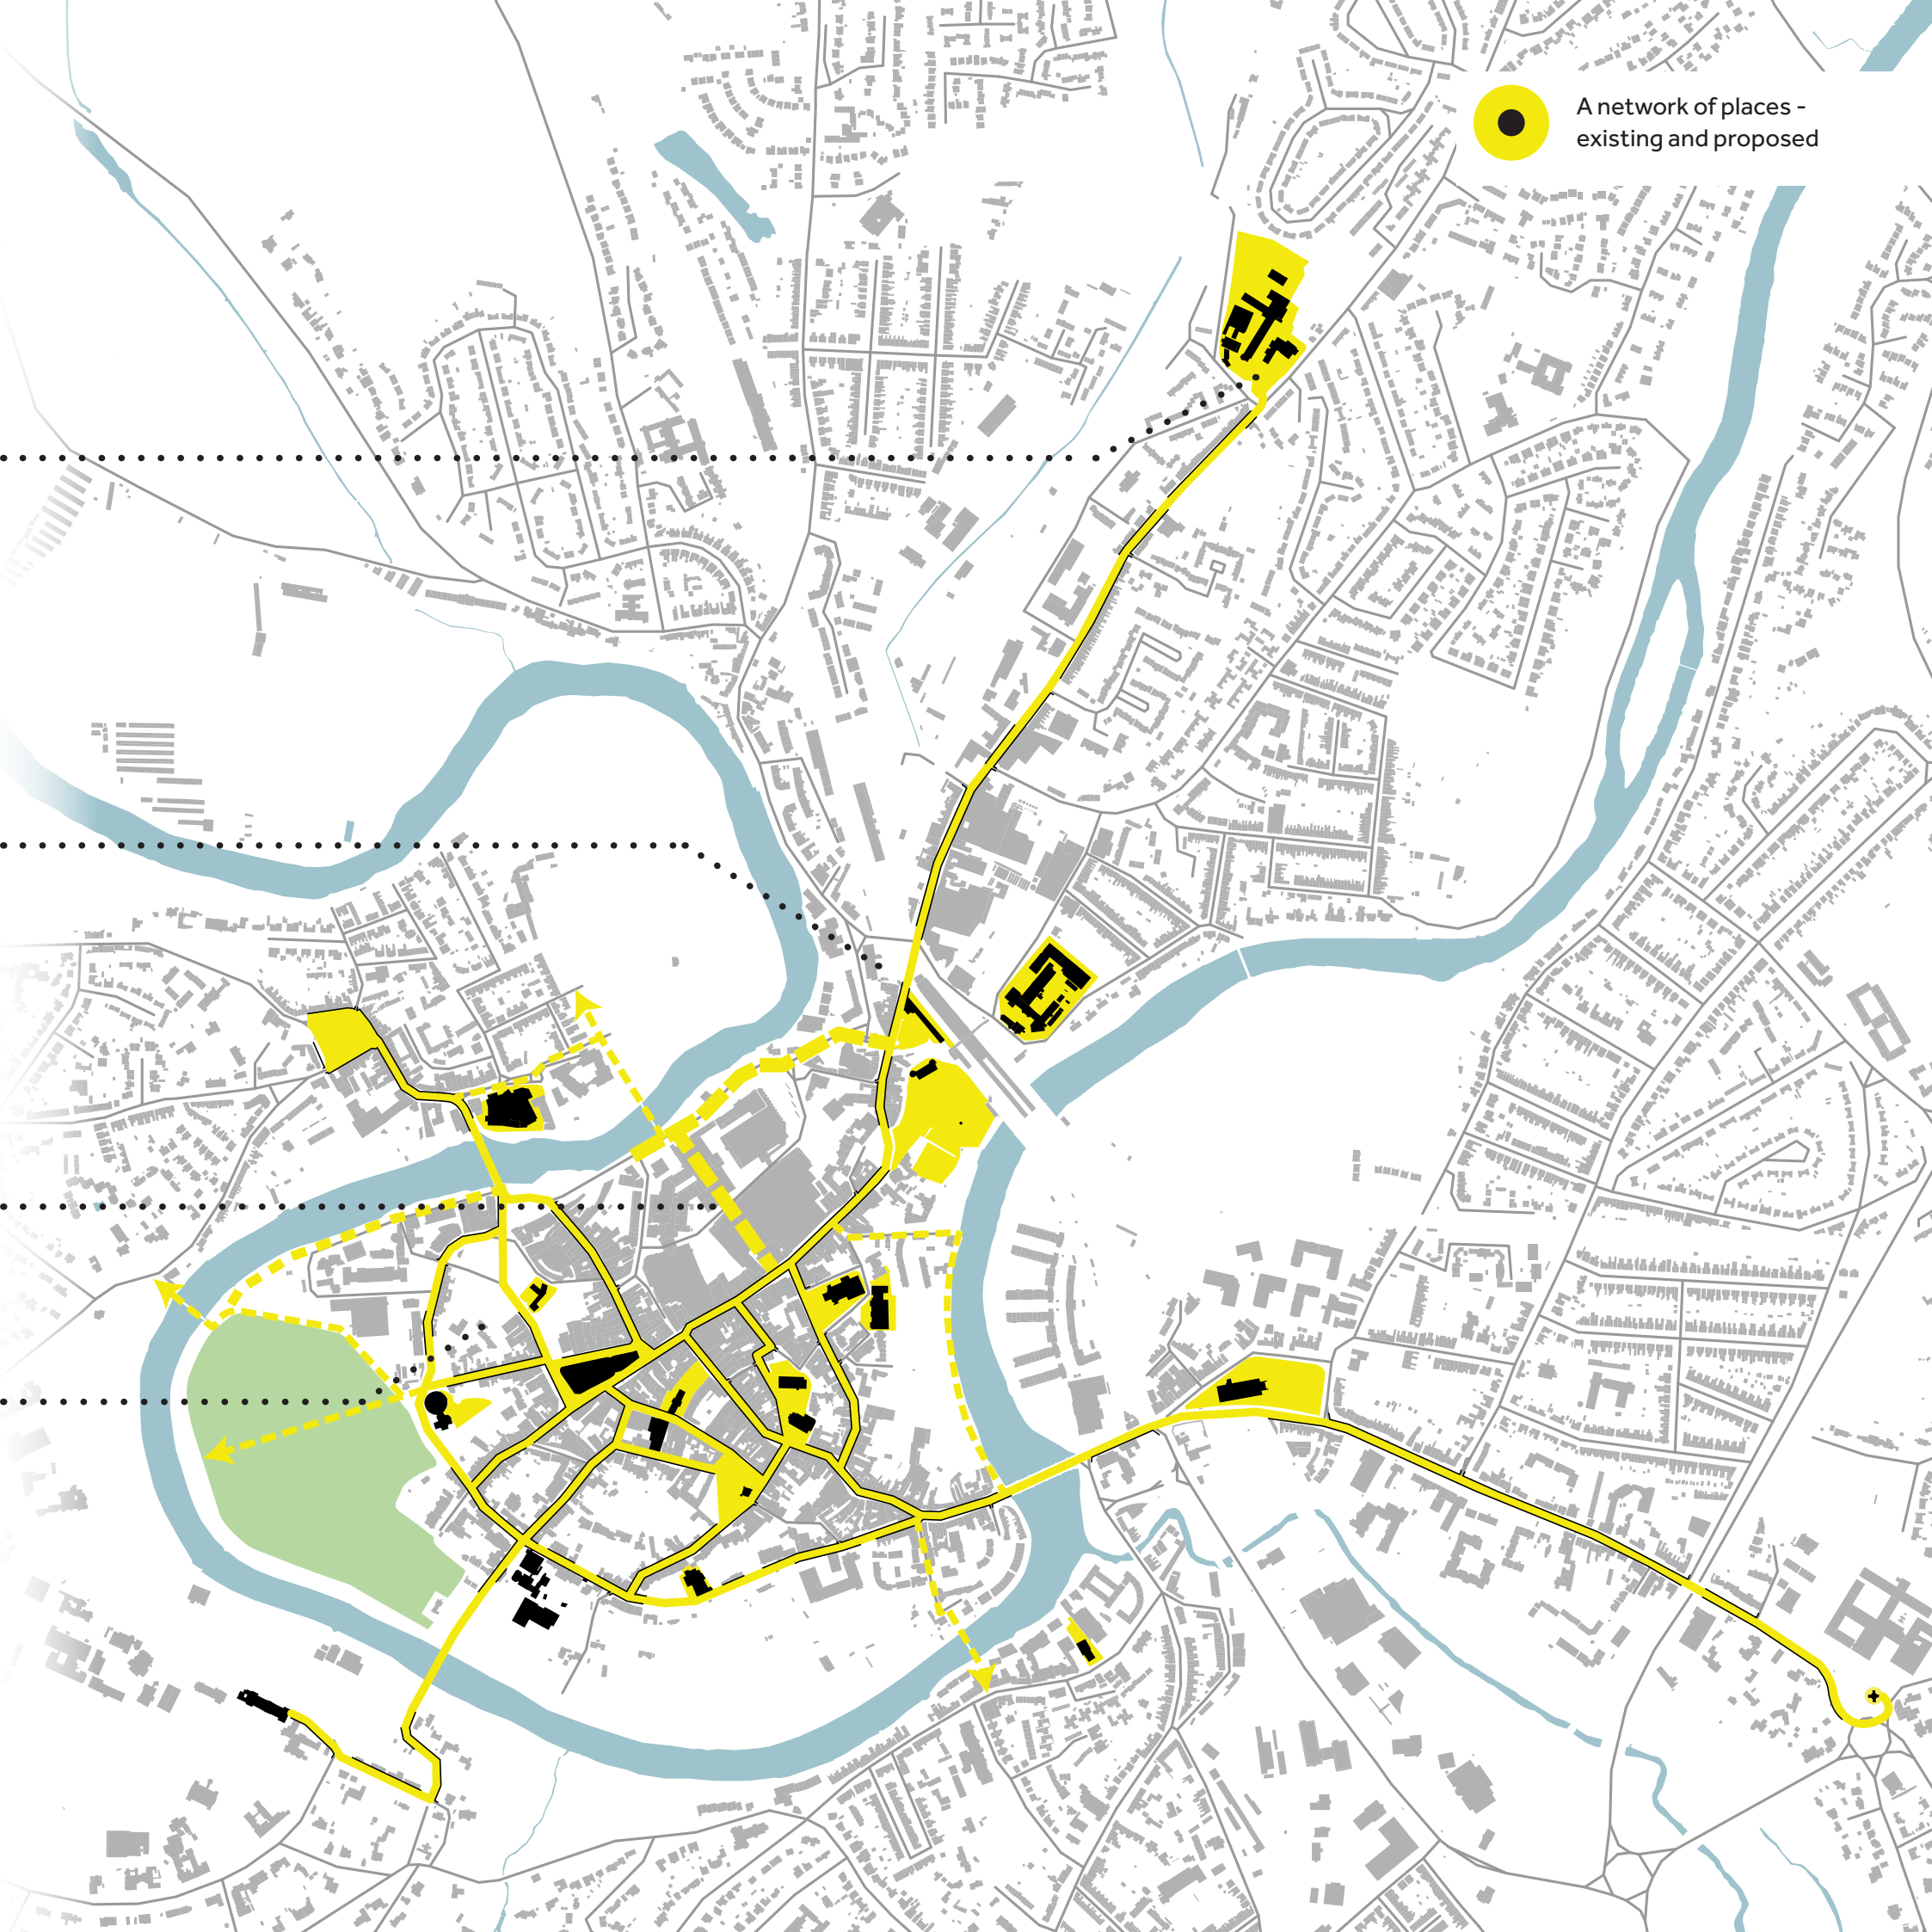 A network of places -
existing and proposed